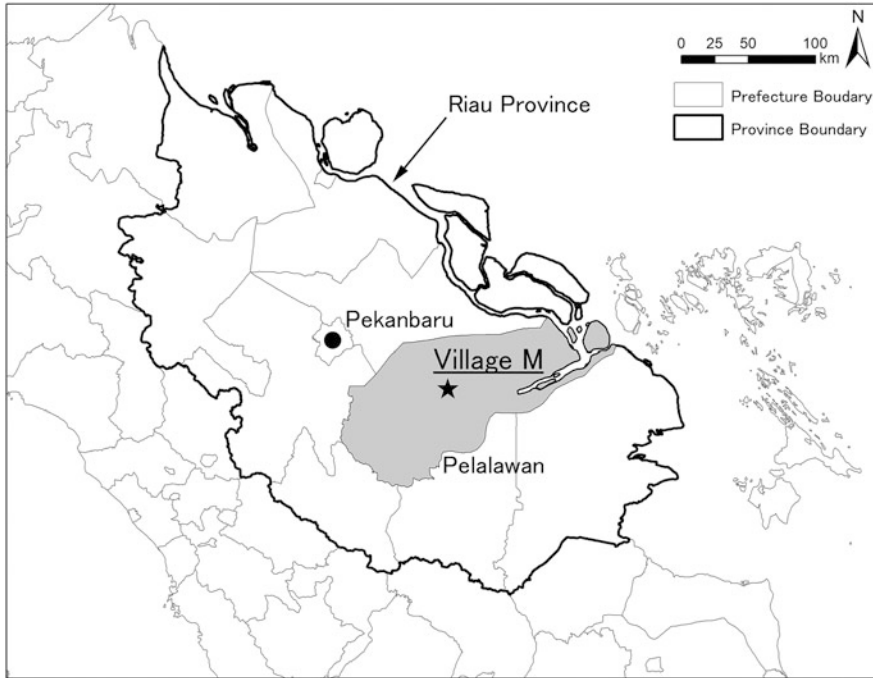 N
0 25 50 100
km
Prefecture Boudary
Province Boundary
Riau Province
Pekanbaru
Village M
Pelalawan